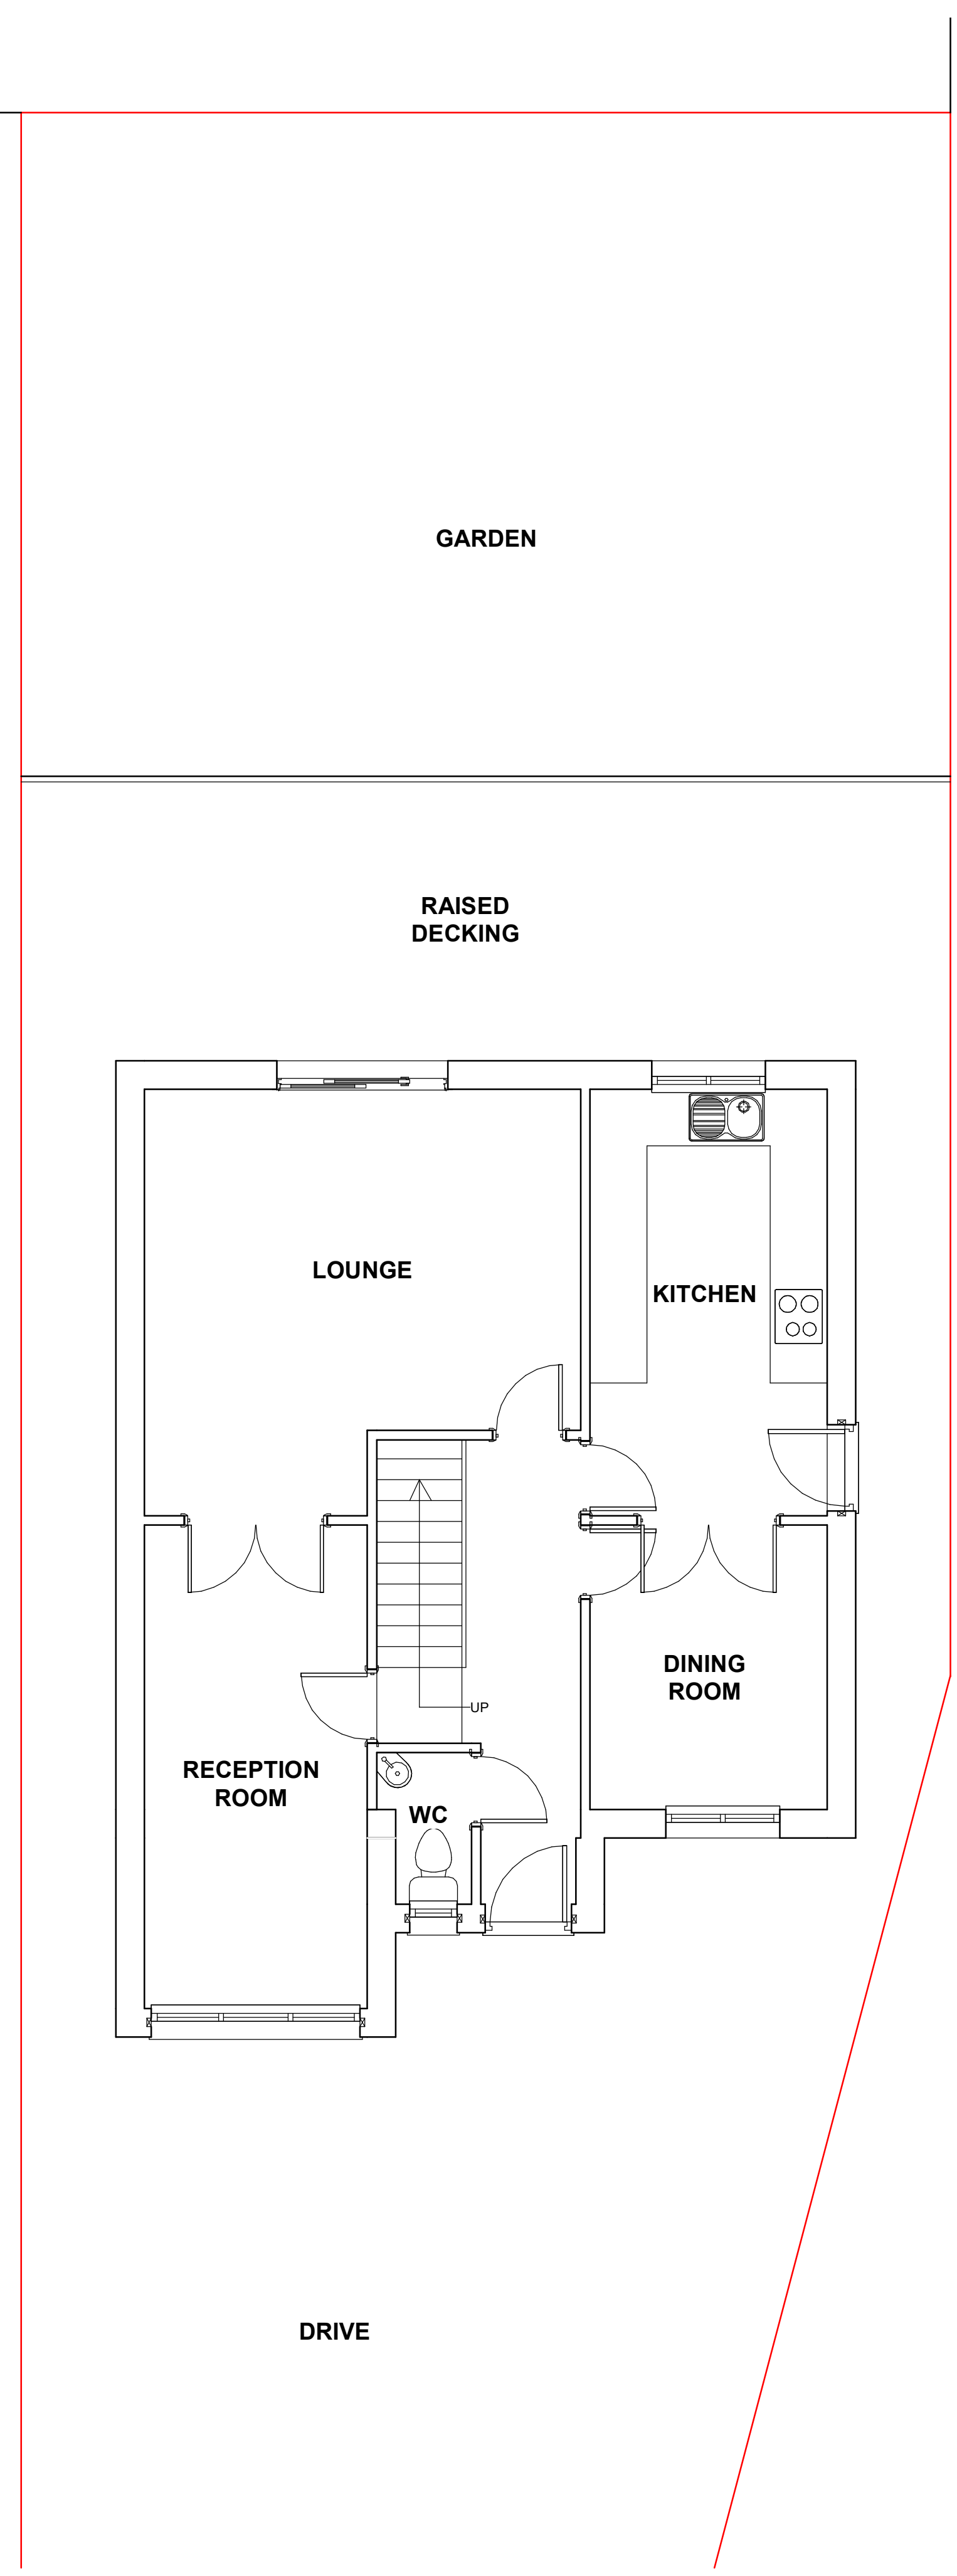 GARDEN
RAISED
DECKING
LOUNGE
KITCHEN
DINING
ROOM
UP
RECEPTION
ROOM
WC
DRIVE